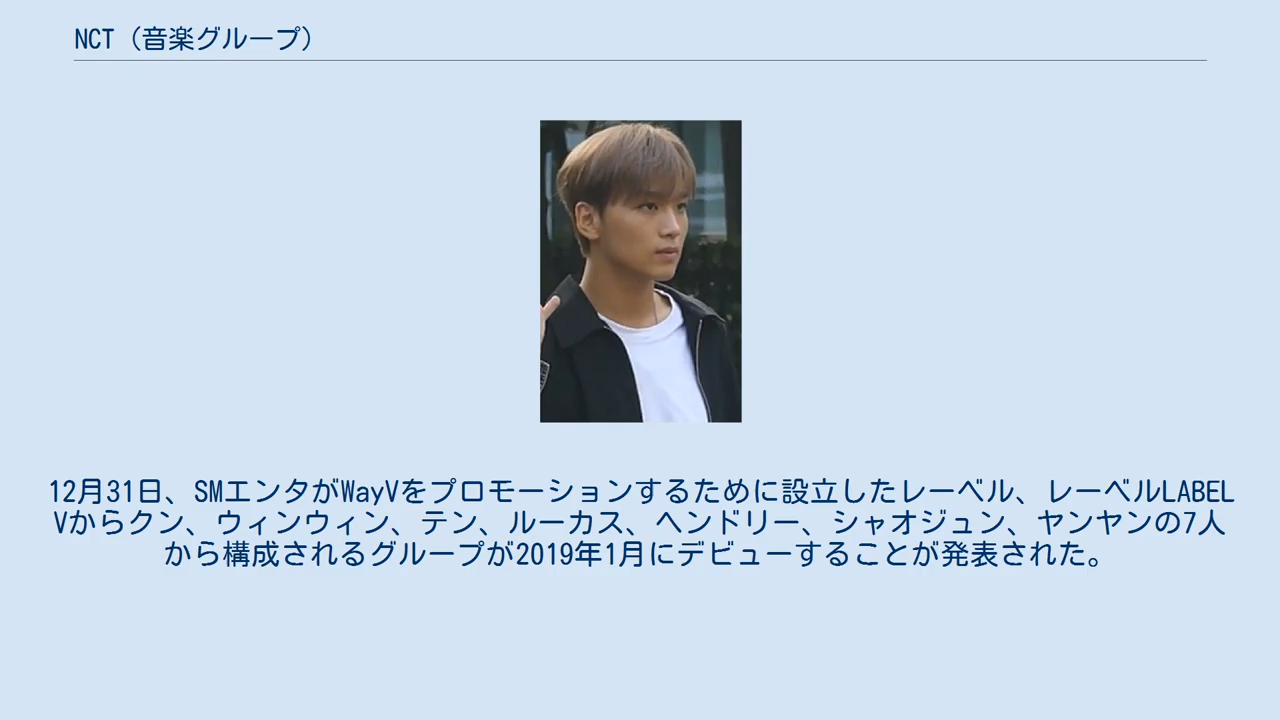 NCT（音楽グループ）
12月31日、SMエンタがWayVをプロモーションするために設立したレーベル、レーベルLABEL
Vからクン、ウィンウィン、テン、ルーカス、ヘンドリー、シャオジュン、ヤンヤンの7人
から構成されるグループが2019年1月にデビューすることが発表された。